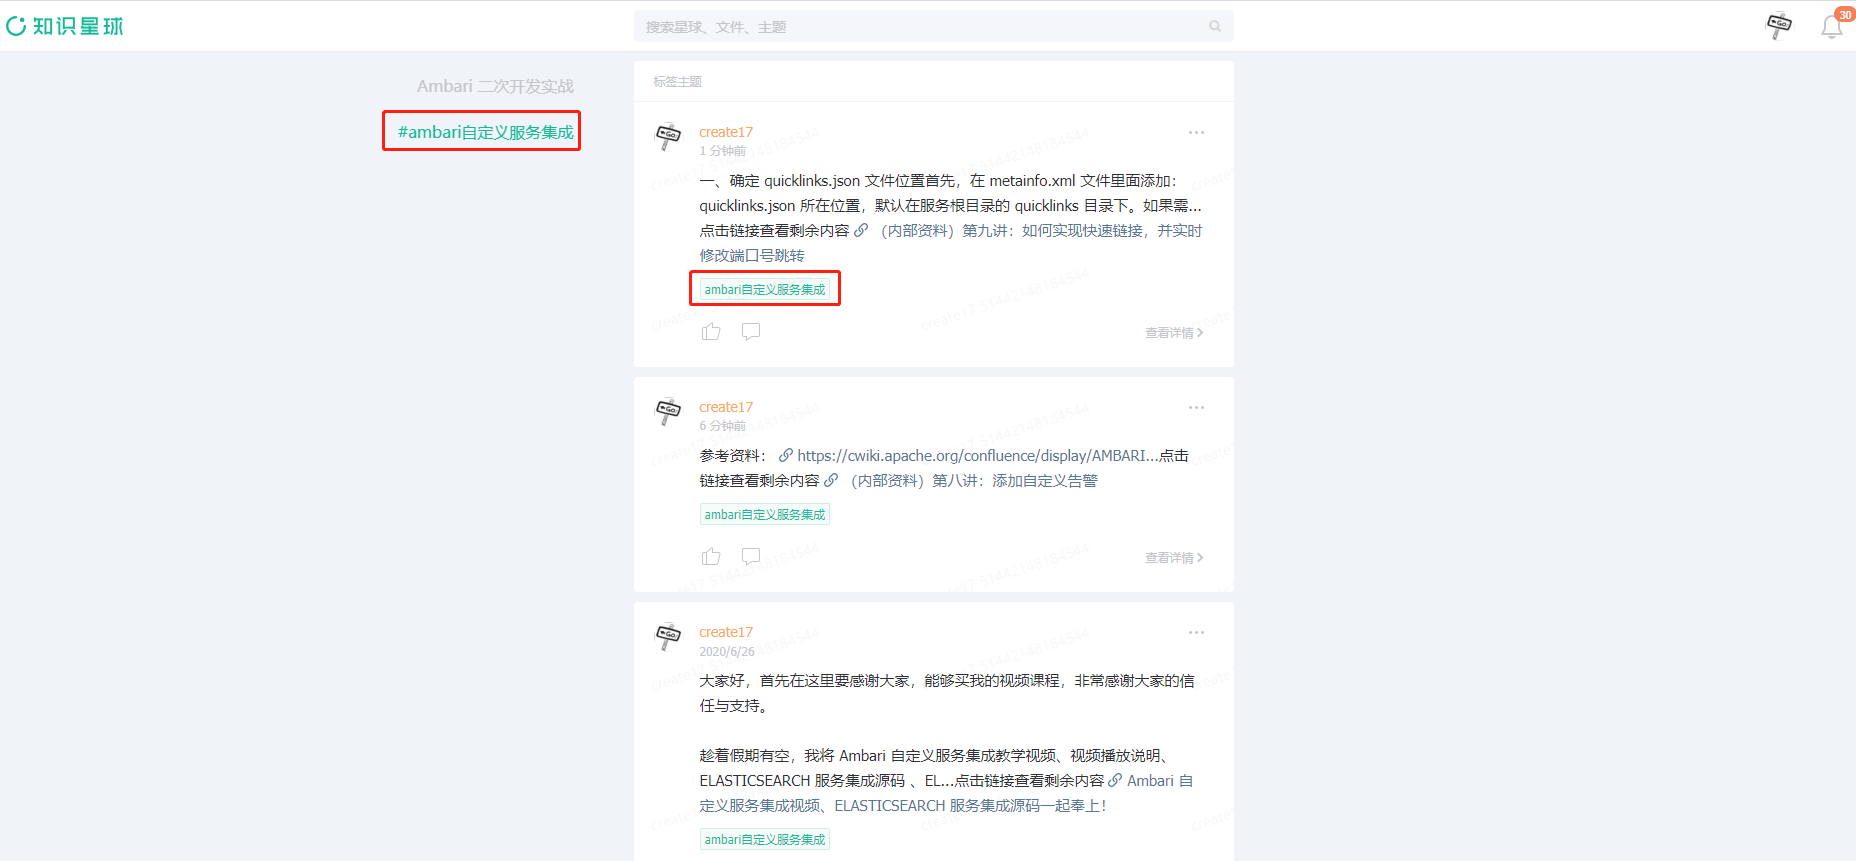 知识星球
搜索星球、文件、主题
30
Ambari 二次开发实战
#ambari自定义服务集成
标签主题
create17
1 分钟前
一、确定 quicklinks.json 文件位置首先，在 metainfo.xml 文件里面添加：
quicklinks.json 所在位置，默认在服务根目录的 quicklinks 目录下。如果需...
点击链接查看剩余内容 （内部资料）第九讲：如何实现快速链接，并实时
修改端口号跳转
ambari自定义服务集成
查看详情
create17
6 分钟前
参考资料： https://cwiki.apache.org/confluence/display/AMBARI...点击
链接查看剩余内容 （内部资料）第八讲：添加自定义告警
ambari自定义服务集成
查看详情
create17
2020/6/26
大家好，首先在这里要感谢大家，能够买我的视频课程，非常感谢大家的信
任与支持。
趁着假期有空，我将 Ambari 自定义服务集成教学视频、视频播放说明、
ELASTICSEARCH 服务集成源码 、EL...点击链接查看剩余内容 Ambari 自
定义服务集成视频、ELASTICSEARCH 服务集成源码一起奉上！
ambari自定义服务集成
create17 51442148184544